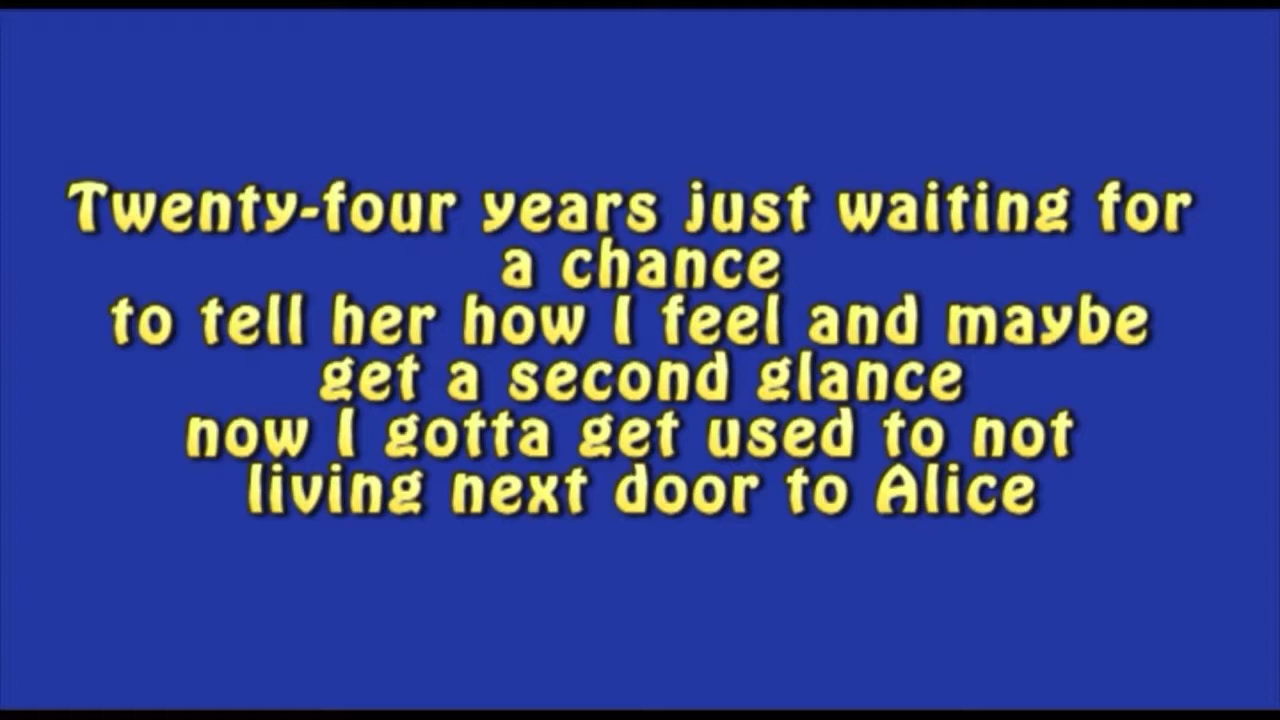 Twenty-four years just waiting for
a chance
to tell her how I feel and maybe
get a second glance
now I gotta get used to not
living next door to Alice